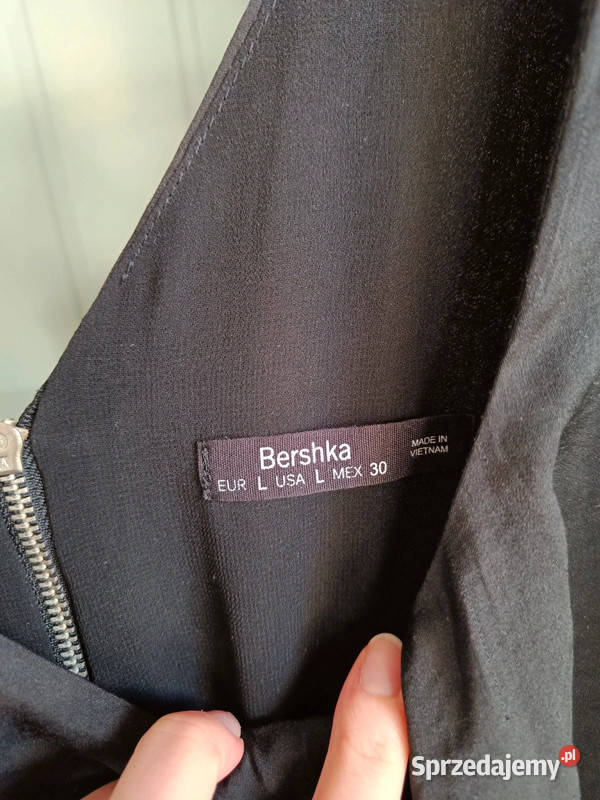 Bershka
EUR L USA L MEX 30
MADE IN
VIETNAM
Sprzedajemy.pl